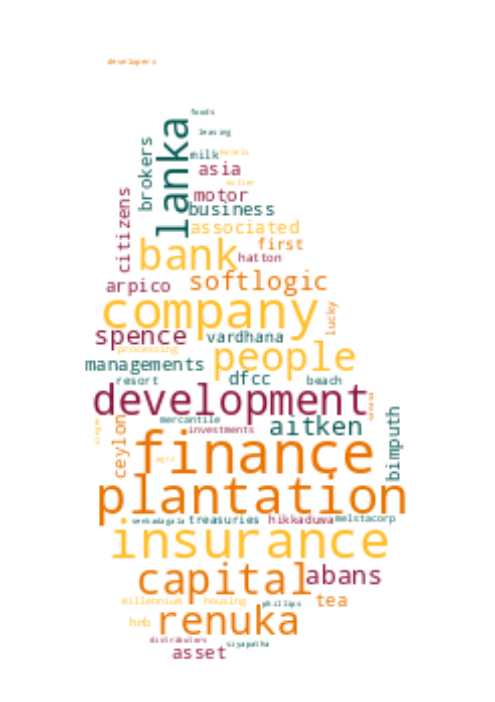 developers
foods
leasing
brokers
lanka
milk
hotels
asia
muller
citizens
motor
business
associated
first
bank
hatton
arpico
softlogic
company
lucky
spence
vardhana
processing
people
managements
dfcc
resort
beach
development
mercantile
aitken
ceylon
investments
bimputh
finance
agro
plantation
senkadagala
treasuries
hikkaduwa
melstacorp
insurance
capital
abans
millennium
housing
phillips
tea
hnb
renuka
distributors
siyapatha
asset